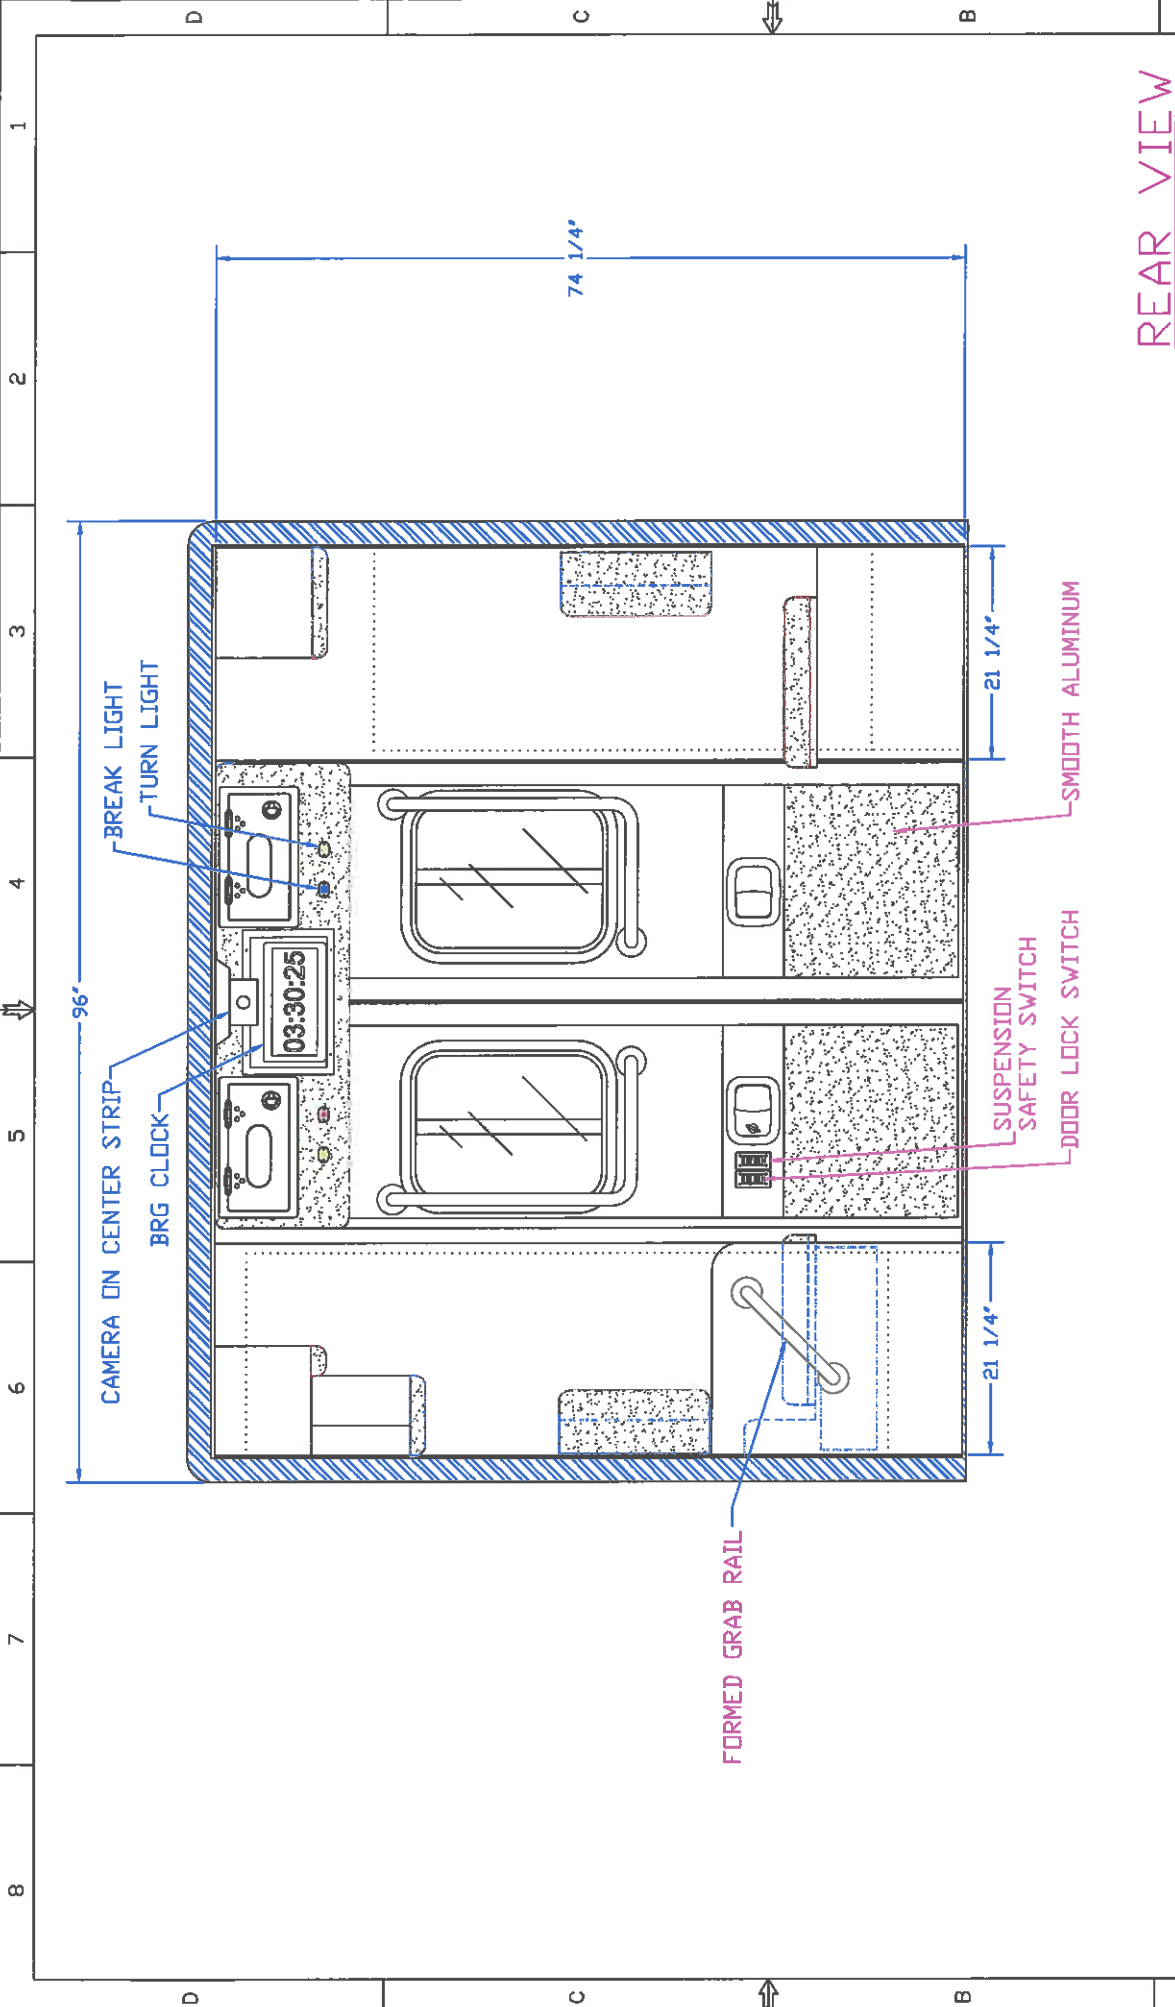 8 7 6 5 4 3 2 1
D D
CAMERA ON CENTER STRIP
BRG CLOCK
BREAK LIGHT
TURN LIGHT
96"
03:30:25
74 1/4"
C C
FORMED GRAB RAIL
21 1/4"
21 1/4"
SUSPENSION
SAFETY SWITCH
DOOR LOCK SWITCH
SMOOTH ALUMINUM
B B
REAR VIEW